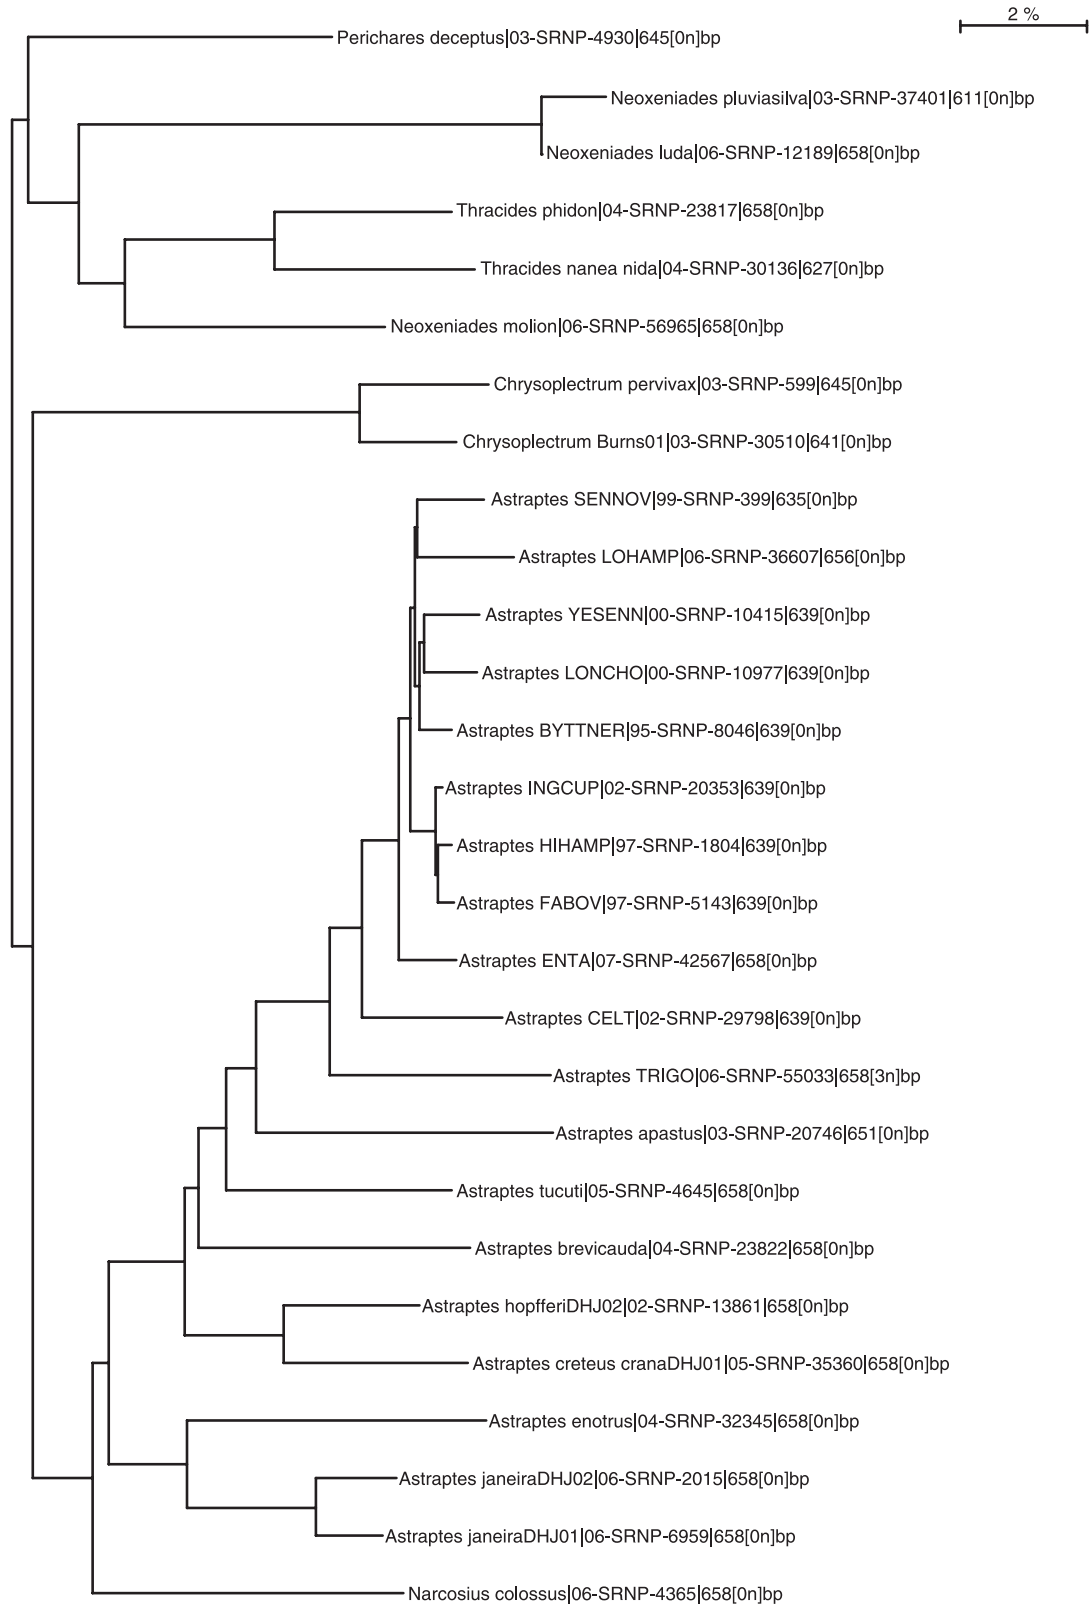 2 %
Perichares deceptus|03-SRNP-4930|645[0n]bp
Neoxeniades pluviasilva|03-SRNP-37401|611[0n]bp
Neoxeniades luda|06-SRNP-12189|658[0n]bp
Thracides phidon|04-SRNP-23817|658[0n]bp
Thracides nanea nida|04-SRNP-30136|627[0n]bp
Neoxeniades molion|06-SRNP-56965|658[0n]bp
Chrysoplectrum pervivax|03-SRNP-599|645[0n]bp
Chrysoplectrum Burns01|03-SRNP-30510|641[0n]bp
Astraptes SENNOV|99-SRNP-399|635[0n]bp
Astraptes LOHAMP|06-SRNP-36607|656[0n]bp
Astraptes YESENN|00-SRNP-10415|639[0n]bp
Astraptes LONCHO|00-SRNP-10977|639[0n]bp
Astraptes BYTTNER|95-SRNP-8046|639[0n]bp
Astraptes INGCUP|02-SRNP-20353|639[0n]bp
Astraptes HIHAMP|97-SRNP-1804|639[0n]bp
Astraptes FABOV|97-SRNP-5143|639[0n]bp
Astraptes ENTA|07-SRNP-42567|658[0n]bp
Astraptes CELT|02-SRNP-29798|639[0n]bp
Astraptes TRIGO|06-SRNP-55033|658[3n]bp
Astraptes apastus|03-SRNP-20746|651[0n]bp
Astraptes tucuti|05-SRNP-4645|658[0n]bp
Astraptes brevicauda|04-SRNP-23822|658[0n]bp
Astraptes hopfferiDHJ02|02-SRNP-13861|658[0n]bp
Astraptes creteus cranaDHJ01|05-SRNP-35360|658[0n]bp
Astraptes enotrus|04-SRNP-32345|658[0n]bp
Astraptes janeiraDHJ02|06-SRNP-2015|658[0n]bp
Astraptes janeiraDHJ01|06-SRNP-6959|658[0n]bp
Narcosius colossus|06-SRNP-4365|658[0n]bp